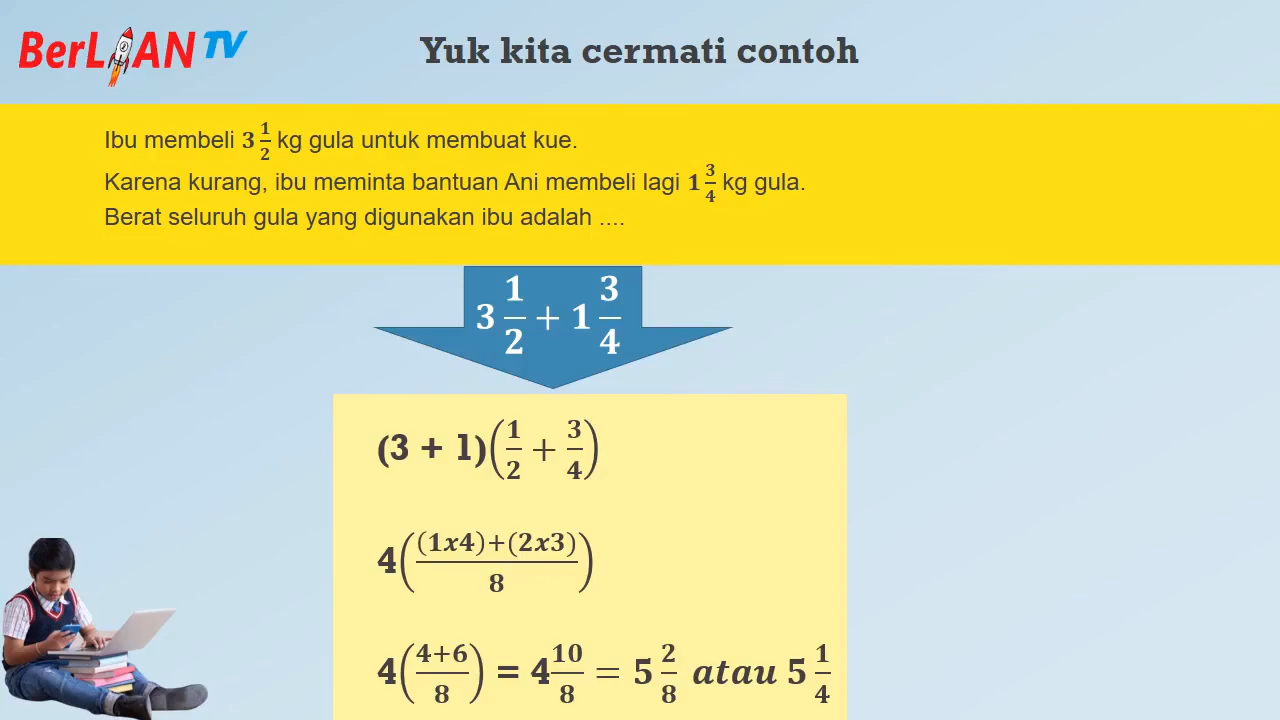 BerLIAN TV
Yuk kita cermati contoh
Ibu membeli 3 1/2 kg gula untuk membuat kue.
Karena kurang, ibu meminta bantuan Ani membeli lagi 1 3/4 kg gula.
Berat seluruh gula yang digunakan ibu adalah ....
3 1/2 + 1 3/4
(3 + 1)(1/2 + 3/4)
4((1x4)+(2x3)/8)
4(4+6/8) = 4 10/8 = 5 2/8 atau 5 1/4